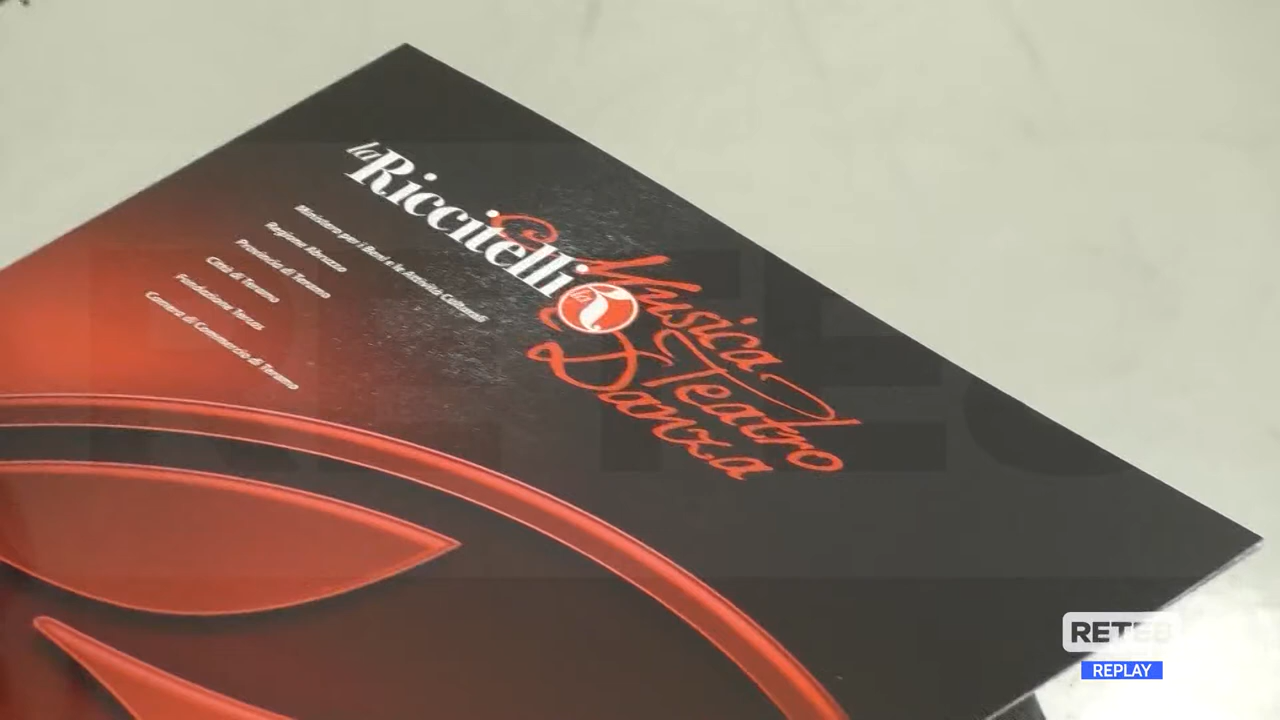 la Riccitelli
Musica
Teatro
Danza
Ministero per i Beni e le Attività Culturali
Regione Abruzzo
Provincia di Teramo
Città di Teramo
Fondazione Tercas
Camera di Commercio di Teramo
RETE8
REPLAY